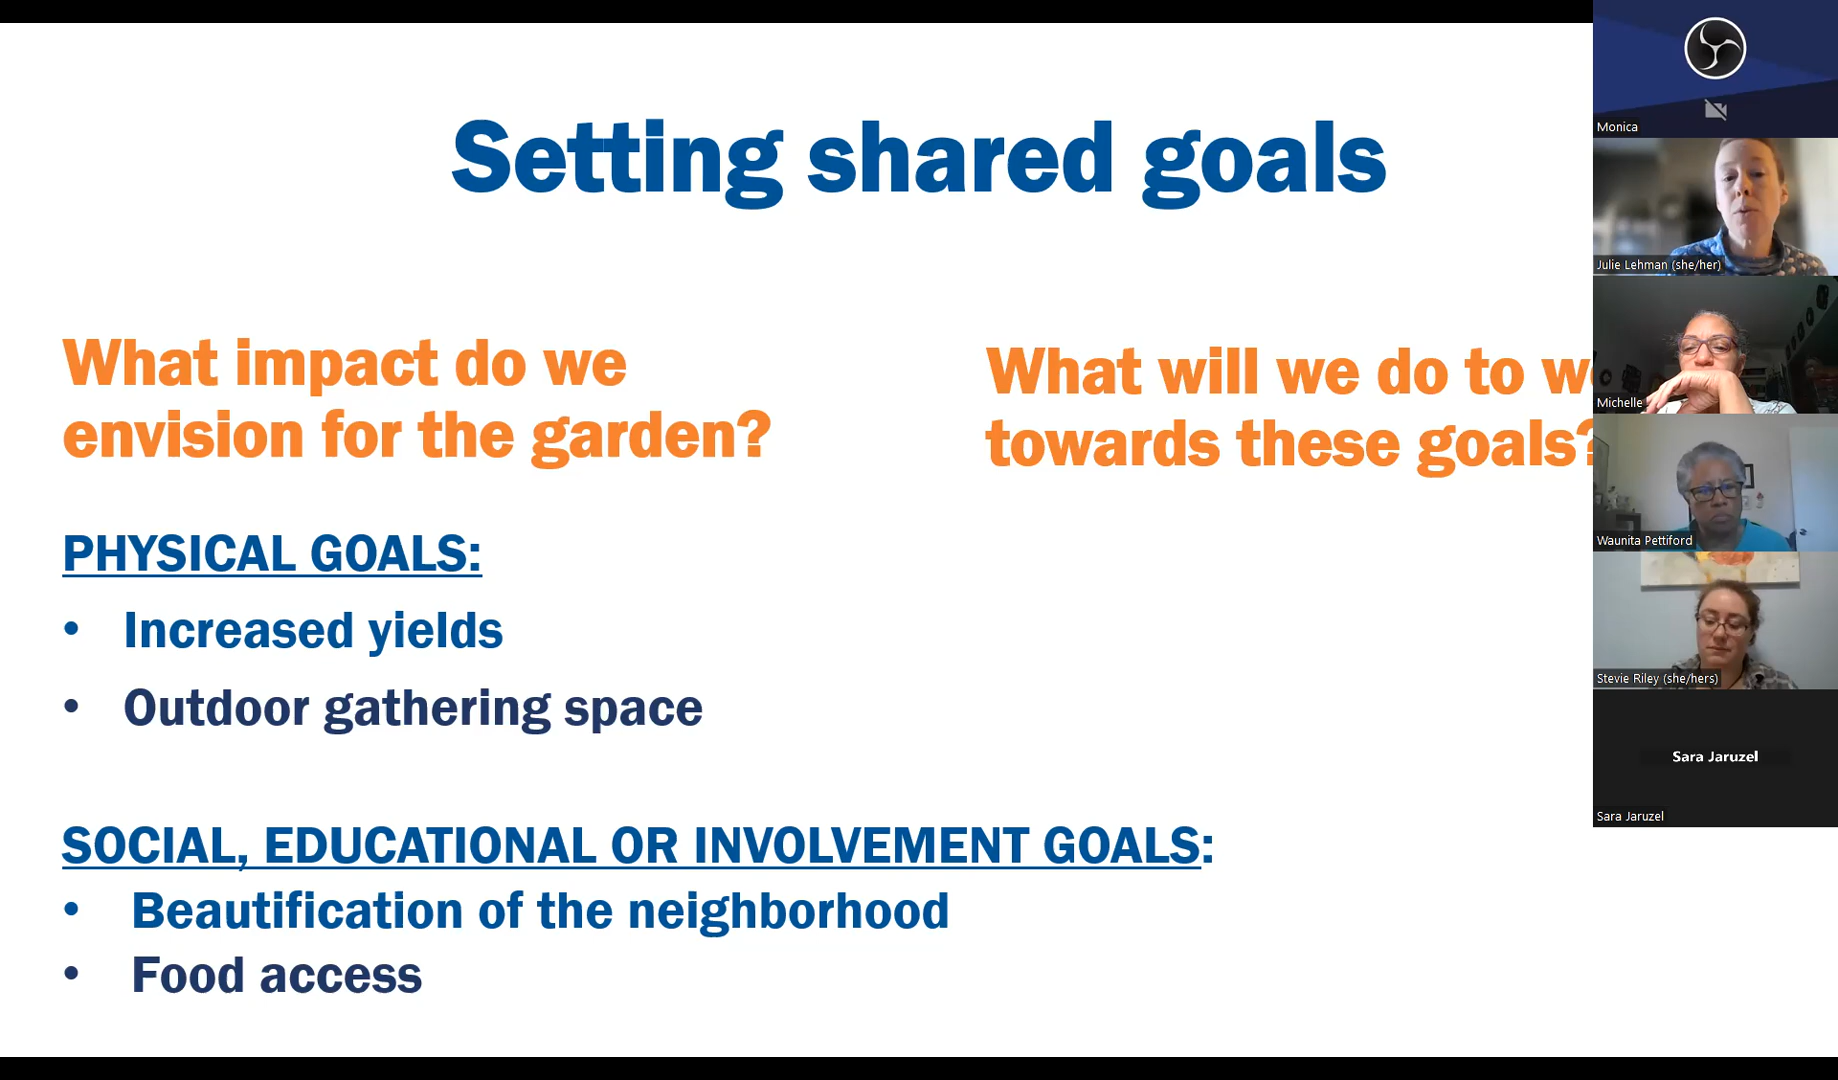 Setting shared goals
What impact do we
envision for the garden?
What will we do to
towards these goals?
PHYSICAL GOALS:
• Increased yields
• Outdoor gathering space
SOCIAL, EDUCATIONAL OR INVOLVEMENT GOALS:
• Beautification of the neighborhood
• Food access
Monica
Julie Lehman (she/her)
Michelle
Waunita Pettiford
Stevie Riley (she/hers)
Sara Jaruzel
Sara Jaruzel